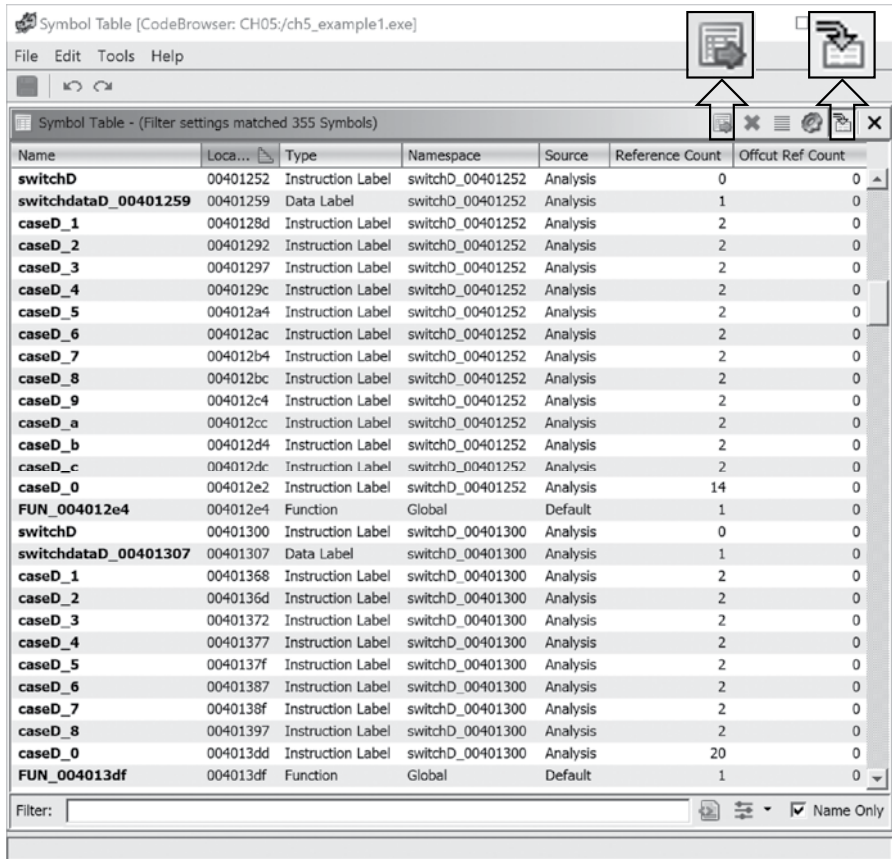 Symbol Table [CodeBrowser: CH05:/ch5_example1.exe]
File Edit Tools Help
Symbol Table - (Filter settings matched 355 Symbols)
Name Loca... Type Namespace Source Reference Count Offcut Ref Count
switchD 00401252 Instruction Label switchD_00401252 Analysis 0 0
switchdataD_00401259 00401259 Data Label switchD_00401252 Analysis 1 0
caseD_1 0040128d Instruction Label switchD_00401252 Analysis 2 0
caseD_2 00401292 Instruction Label switchD_00401252 Analysis 2 0
caseD_3 00401297 Instruction Label switchD_00401252 Analysis 2 0
caseD_4 0040129c Instruction Label switchD_00401252 Analysis 2 0
caseD_5 004012a4 Instruction Label switchD_00401252 Analysis 2 0
caseD_6 004012ac Instruction Label switchD_00401252 Analysis 2 0
caseD_7 004012b4 Instruction Label switchD_00401252 Analysis 2 0
caseD_8 004012bc Instruction Label switchD_00401252 Analysis 2 0
caseD_9 004012c4 Instruction Label switchD_00401252 Analysis 2 0
caseD_a 004012cc Instruction Label switchD_00401252 Analysis 2 0
caseD_b 004012d4 Instruction Label switchD_00401252 Analysis 2 0
caseD_c 004012dc Instruction Label switchD_00401252 Analysis 2 0
caseD_0 004012e2 Instruction Label switchD_00401252 Analysis 14 0
FUN_004012e4 004012e4 Function Global Default 1 0
switchD 00401300 Instruction Label switchD_00401300 Analysis 0 0
switchdataD_00401307 00401307 Data Label switchD_00401300 Analysis 1 0
caseD_1 00401368 Instruction Label switchD_00401300 Analysis 2 0
caseD_2 0040136d Instruction Label switchD_00401300 Analysis 2 0
caseD_3 00401372 Instruction Label switchD_00401300 Analysis 2 0
caseD_4 00401377 Instruction Label switchD_00401300 Analysis 2 0
caseD_5 0040137f Instruction Label switchD_00401300 Analysis 2 0
caseD_6 00401387 Instruction Label switchD_00401300 Analysis 2 0
caseD_7 0040138f Instruction Label switchD_00401300 Analysis 2 0
caseD_8 00401397 Instruction Label switchD_00401300 Analysis 2 0
caseD_0 004013dd Instruction Label switchD_00401300 Analysis 20 0
FUN_004013df 004013df Function Global Default 1 0
Filter: Name Only